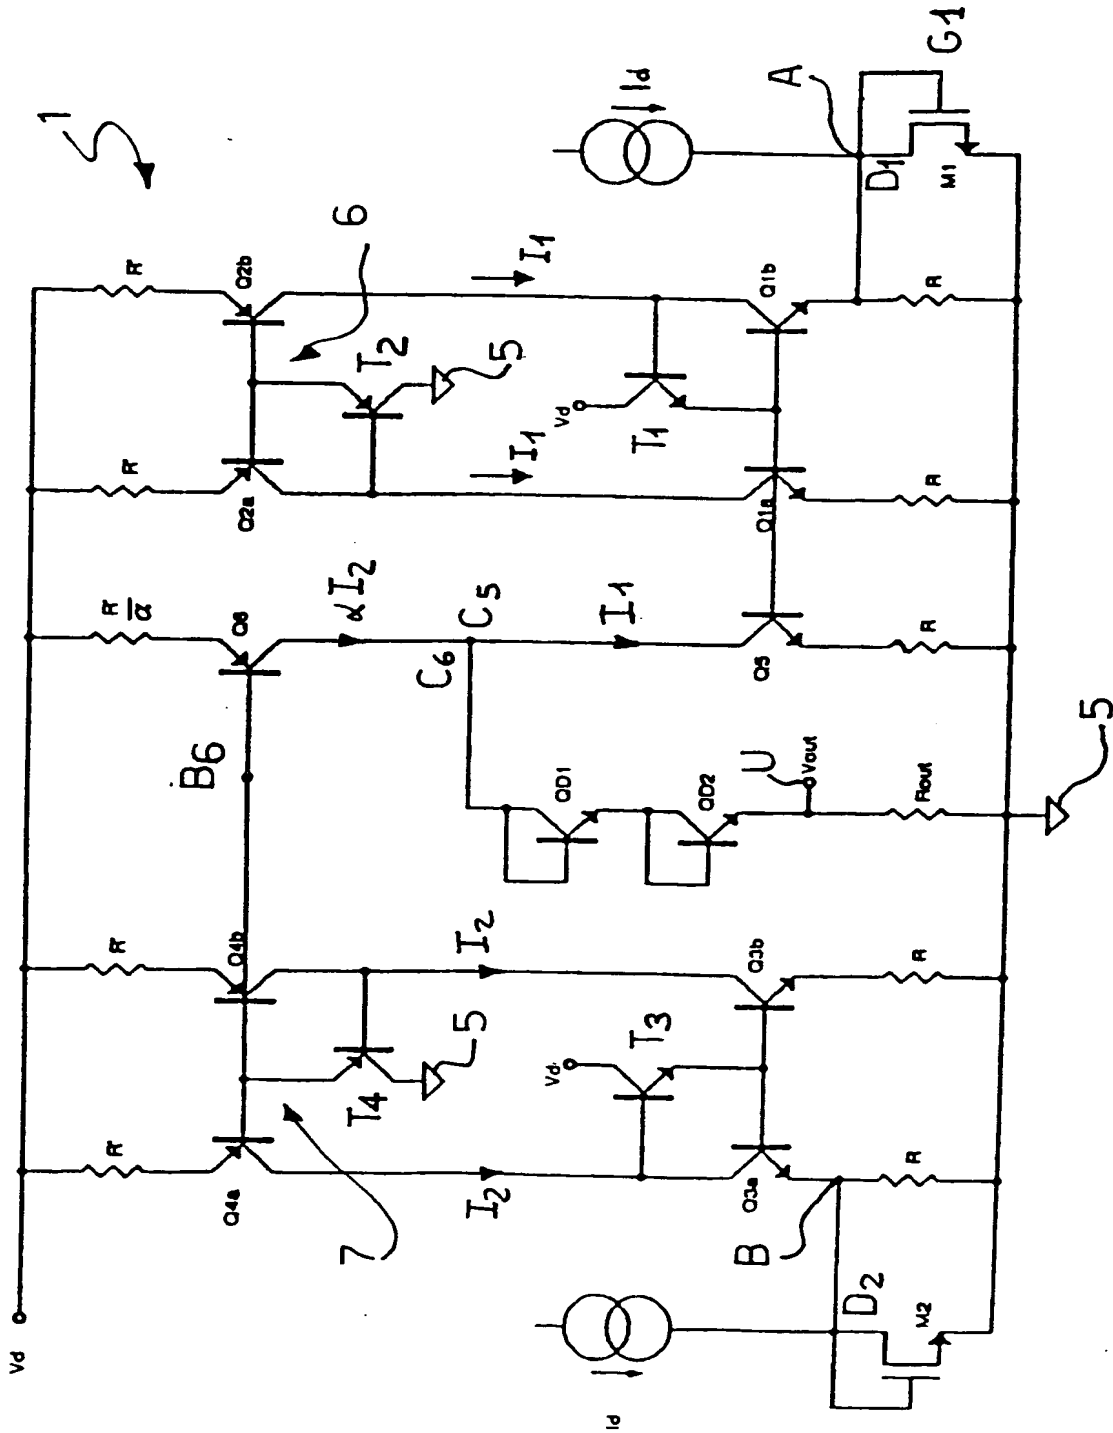 1
Vd
R
R
R
α
R
R
Q4a
Q4b
B6
Q6
Q2a
Q2b
6
7
T4
5
I2
I2
αI2
C6
C5
I1
T2
5
I1
I1
Id
Id
Vd
T3
QD1
QD2
U
Vout
Rout
Vd
T1
A
B
Q3a
Q3b
Q5
Q1a
Q1b
D2
D1
M2
M1
G1
R
R
R
R
R
5